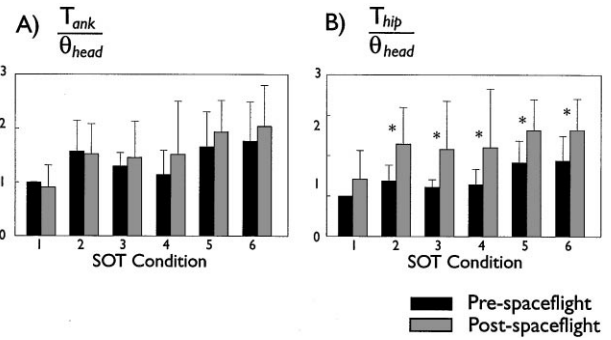 A) T_ank
θ_head
B) T_hip
θ_head
3
2
1
0
1 2 3 4 5 6
SOT Condition
3
2
1
0
* * * * *
1 2 3 4 5 6
SOT Condition
Pre-spaceflight
Post-spaceflight